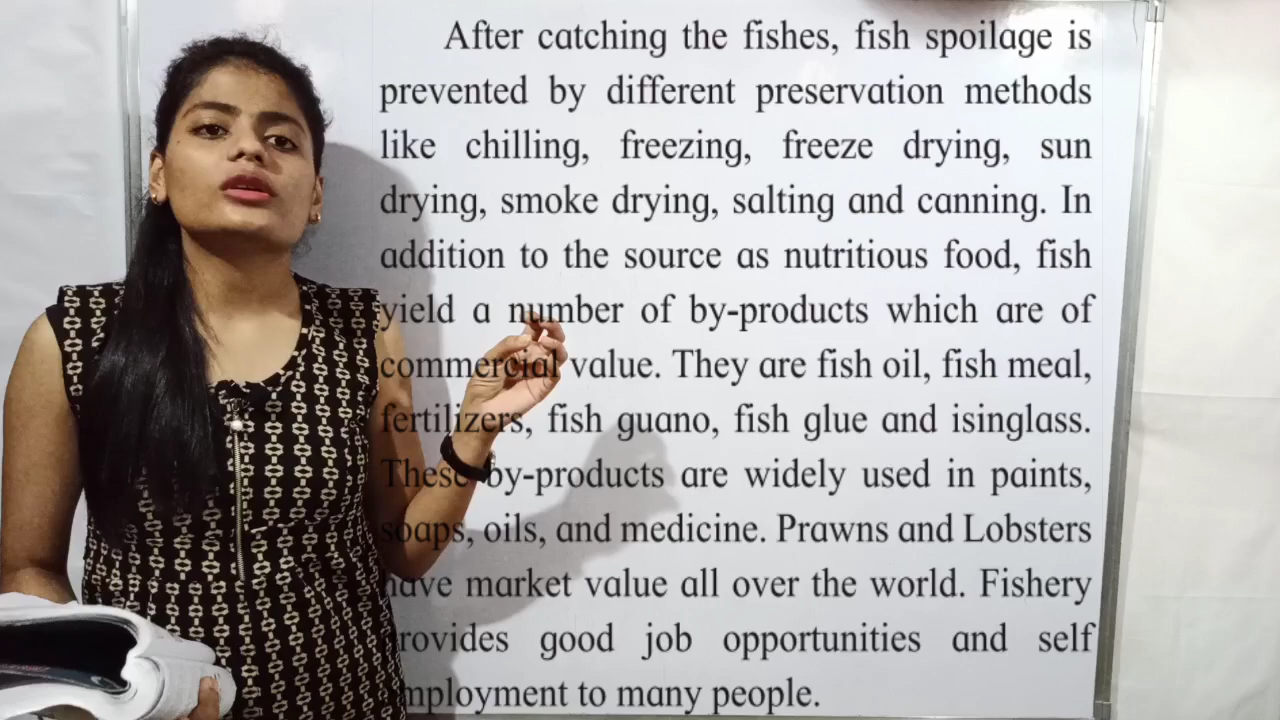 After catching the fishes, fish spoilage is
prevented by different preservation methods
like chilling, freezing, freeze drying, sun
drying, smoke drying, salting and canning. In
addition to the source as nutritious food, fish
yield a number of by-products which are of
commercial value. They are fish oil, fish meal,
fertilizers, fish guano, fish glue and isinglass.
These by-products are widely used in paints,
soaps, oils, and medicine. Prawns and Lobsters
have market value all over the world. Fishery
provides good job opportunities and self
employment to many people.